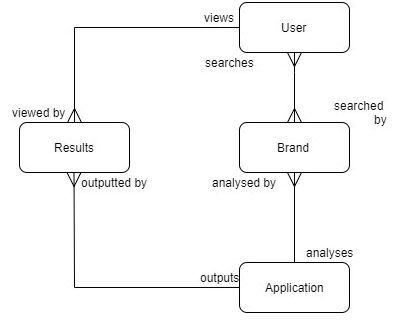 views
User
searches
viewed by
searched
by
Results
Brand
outputted by
analysed by
analyses
outputs
Application